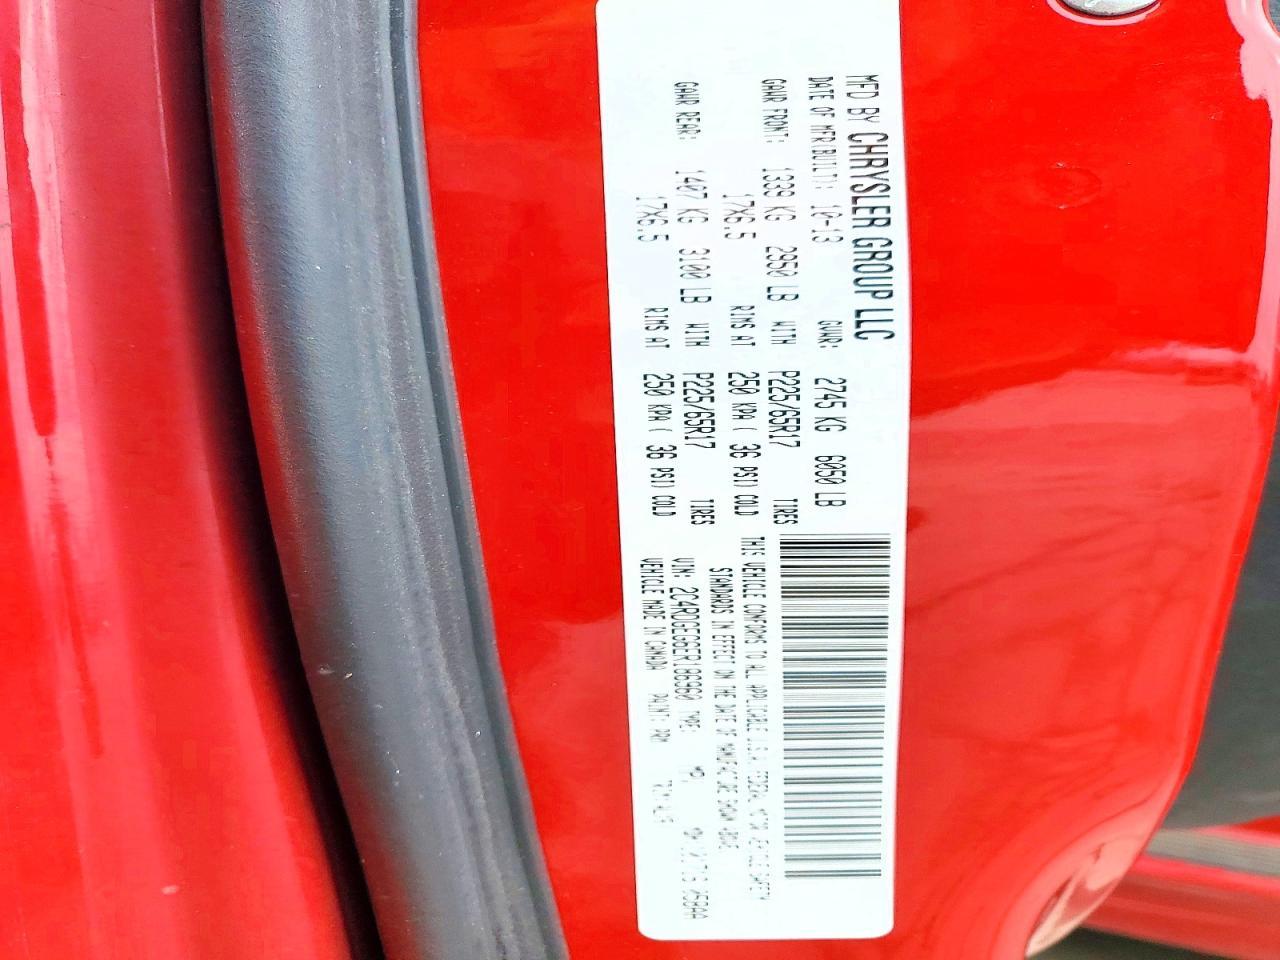 MFD BY CHRYSLER GROUP LLC
DATE OF MFR(BUILT): 10-13 GVWR: 2745 KG 6050 LB
GAWR FRONT: 1339 KG 2950 LB WITH P225/65R17 TIRES
17X6.5 RIMS AT 250 KPA ( 36 PSI) COLD
GAWR REAR: 1407 KG 3100 LB WITH P225/65R17 TIRES
17X6.5 RIMS AT 250 KPA ( 36 PSI) COLD
THIS VEHICLE CONFORMS TO ALL APPLICABLE U.S.A. FEDERAL MOTOR VEHICLE SAFETY
STANDARDS IN EFFECT ON THE DATE OF MANUFACTURE SHOWN ABOVE
VIN: 2C4RDGEG6ER186960 TYPE: MPV
VEHICLE MADE IN CANADA PAINT: PRM